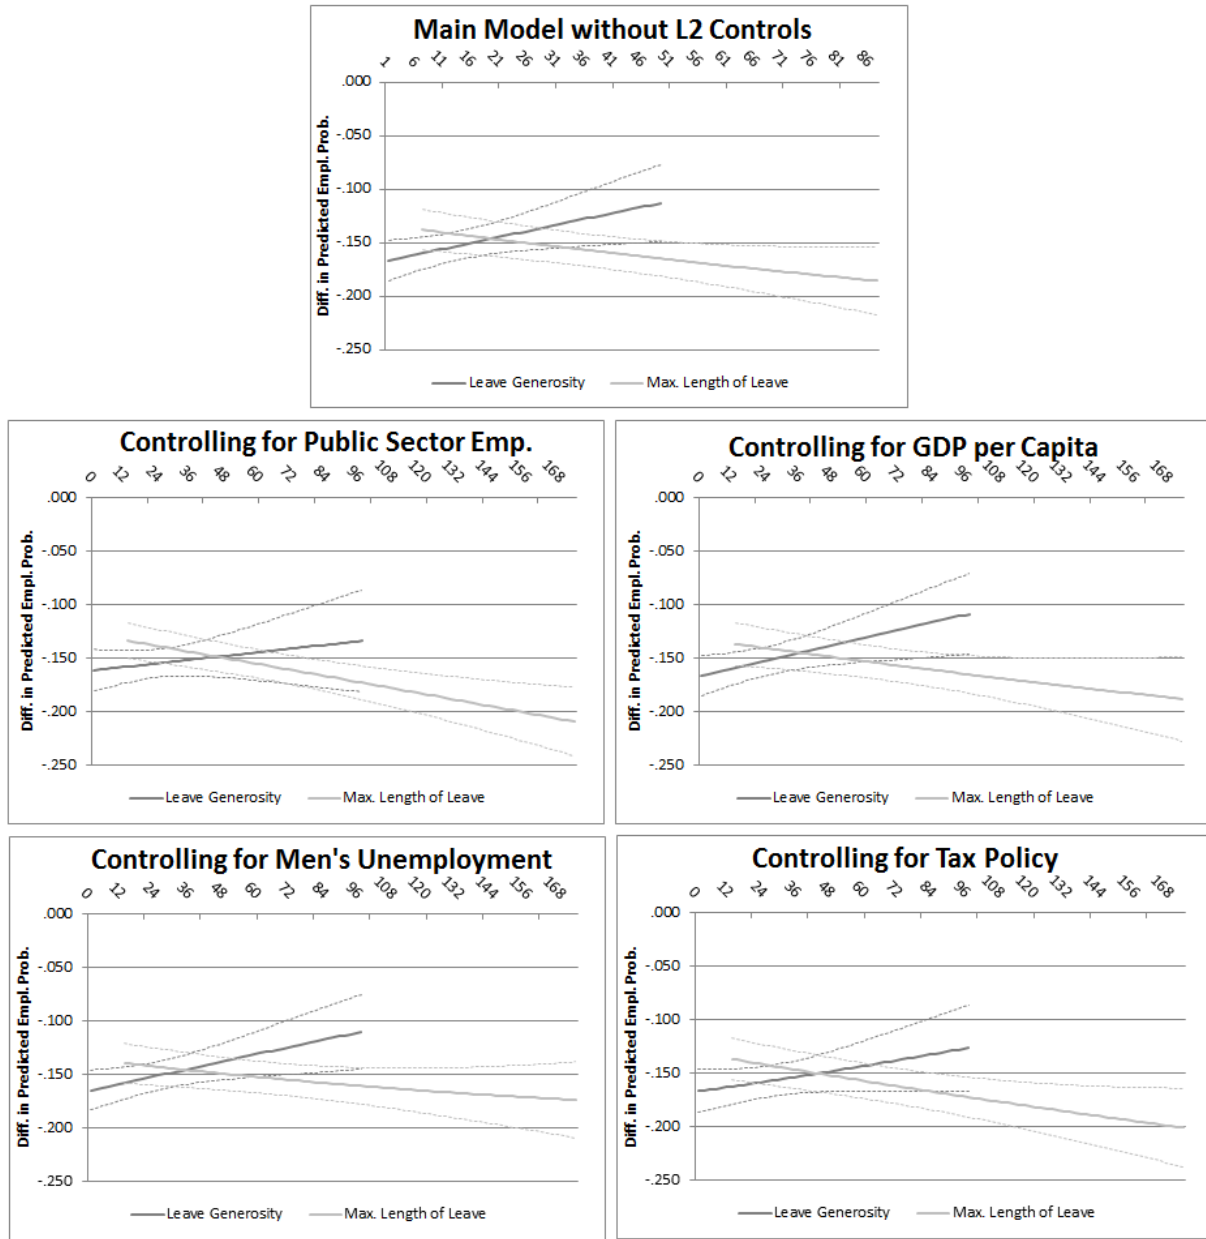 Main Model without L2 Controls
1 6 11 16 21 26 31 36 41 46 51 56 61 66 71 76 81 86
Diff. in Predicted Empl. Prob.
.000
-.050
-.100
-.150
-.200
-.250
Leave Generosity Max. Length of Leave
Controlling for Public Sector Emp.
0 12 24 36 48 60 72 84 96 108 120 132 144 156 168
Diff. in Predicted Empl. Prob.
.000
-.050
-.100
-.150
-.200
-.250
Leave Generosity Max. Length of Leave
Controlling for GDP per Capita
0 12 24 36 48 60 72 84 96 108 120 132 144 156 168
Diff. in Predicted Empl. Prob.
.000
-.050
-.100
-.150
-.200
-.250
Leave Generosity Max. Length of Leave
Controlling for Men's Unemployment
0 12 24 36 48 60 72 84 96 108 120 132 144 156 168
Diff. in Predicted Empl. Prob.
.000
-.050
-.100
-.150
-.200
-.250
Leave Generosity Max. Length of Leave
Controlling for Tax Policy
0 12 24 36 48 60 72 84 96 108 120 132 144 156 168
Diff. in Predicted Empl. Prob.
.000
-.050
-.100
-.150
-.200
-.250
Leave Generosity Max. Length of Leave